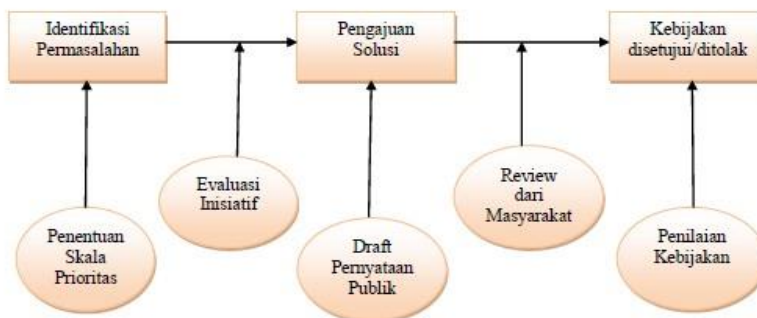 Identifikasi
Permasalahan
Pengajuan
Solusi
Kebijakan
disetujui/ditolak
Evaluasi
Inisiatif
Review
dari
Masyarakat
Penentuan
Skala
Prioritas
Draft
Pernyataan
Publik
Penilaian
Kebijakan